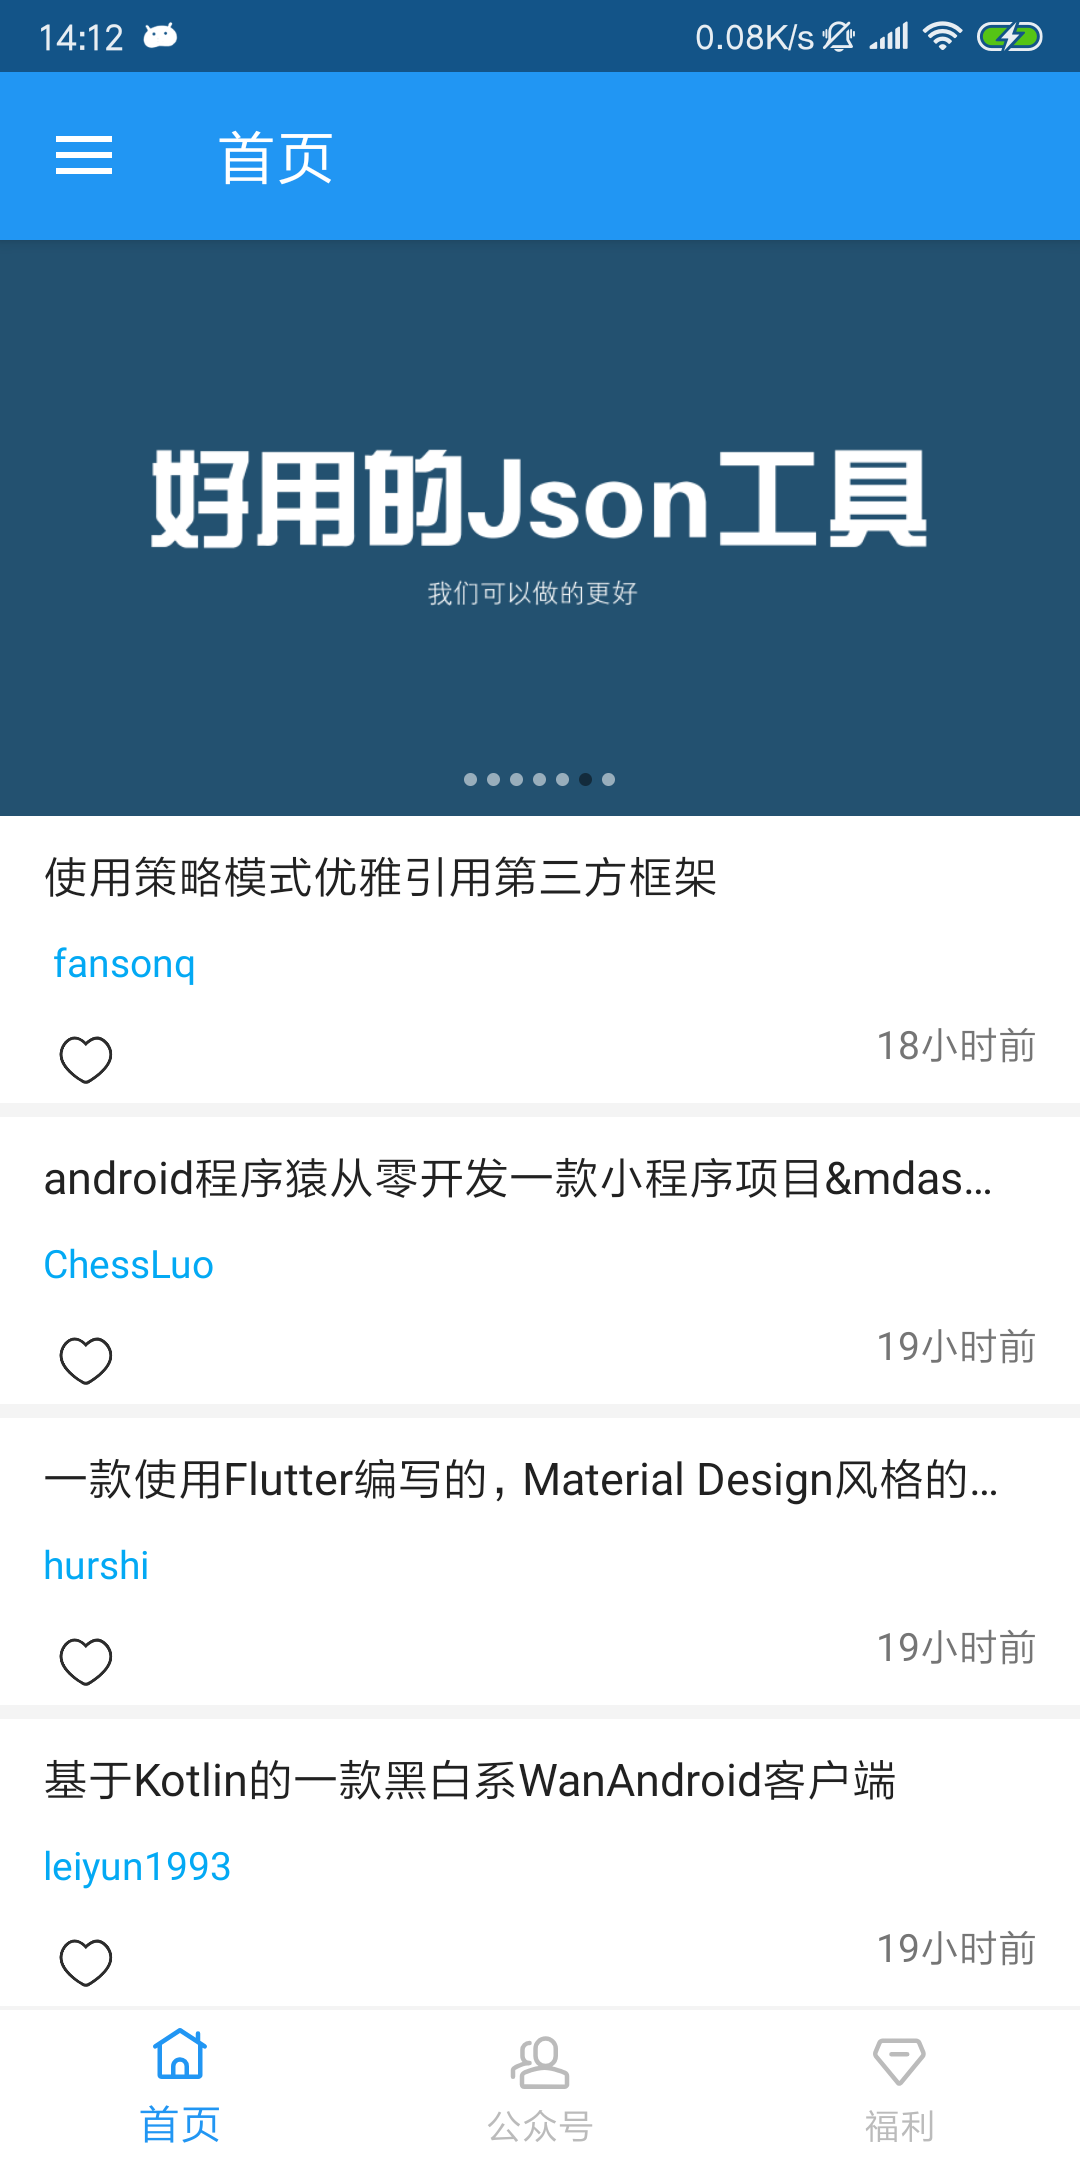 14:12 0.08K/s
首页
好用的Json工具
我们可以做的更好
使用策略模式优雅引用第三方框架
fansonq
18小时前
android程序猿从零开发一款小程序项目&mdas...
ChessLuo
19小时前
一款使用Flutter编写的，Material Design风格的...
hurshi
19小时前
基于Kotlin的一款黑白系WanAndroid客户端
leiyun1993
19小时前
首页 公众号 福利